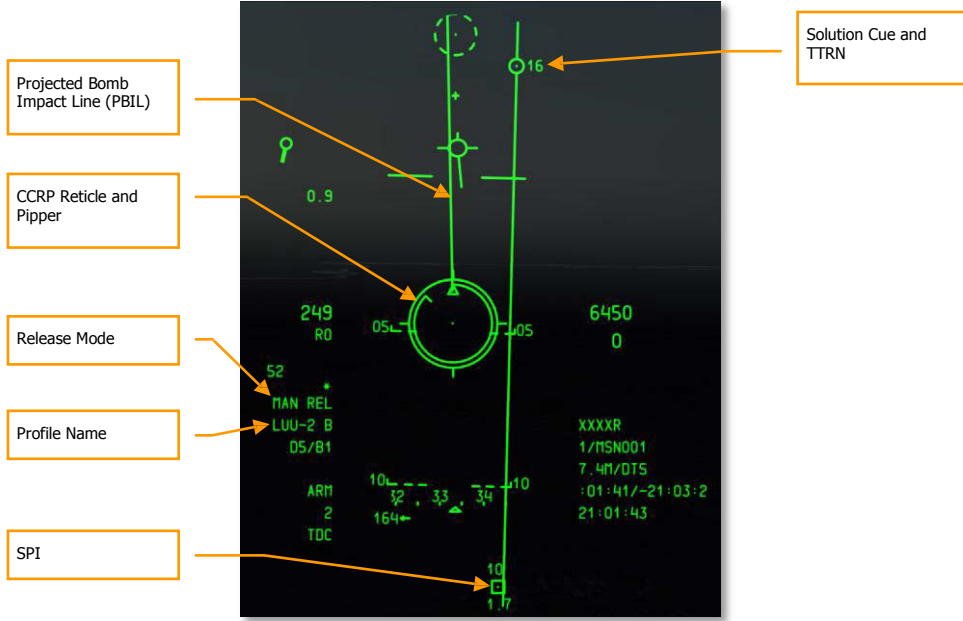 Solution Cue and
TTRN
16
Projected Bomb
Impact Line (PBIL)
0.9
CCRP Reticle and
Pipper
249
6450
05
05
R0
0
Release Mode
52
*
MAN REL
Profile Name
LUU-2 B
XXXXR
D5/B1
1/MSN001
7.4M/DTS
10
10
ARM
32 33 34
:01:41/-21:03:2
2
164
21:01:43
TDC
SPI
10
1.7